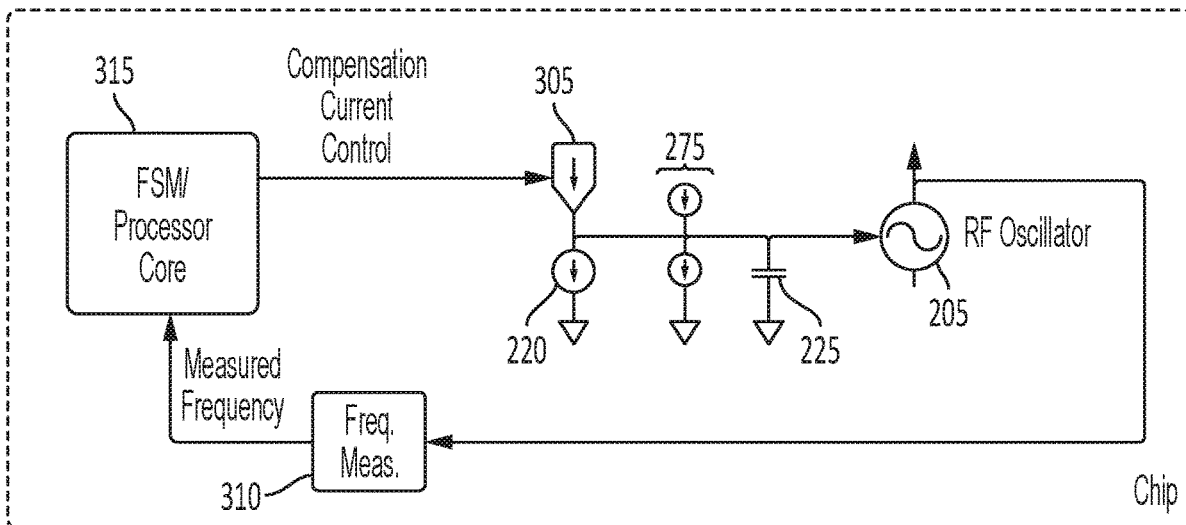 315
FSM/
Processor
Core
Compensation
Current
Control
305
275
RF Oscillator
205
220
225
Measured
Frequency
Freq.
Meas.
310
Chip